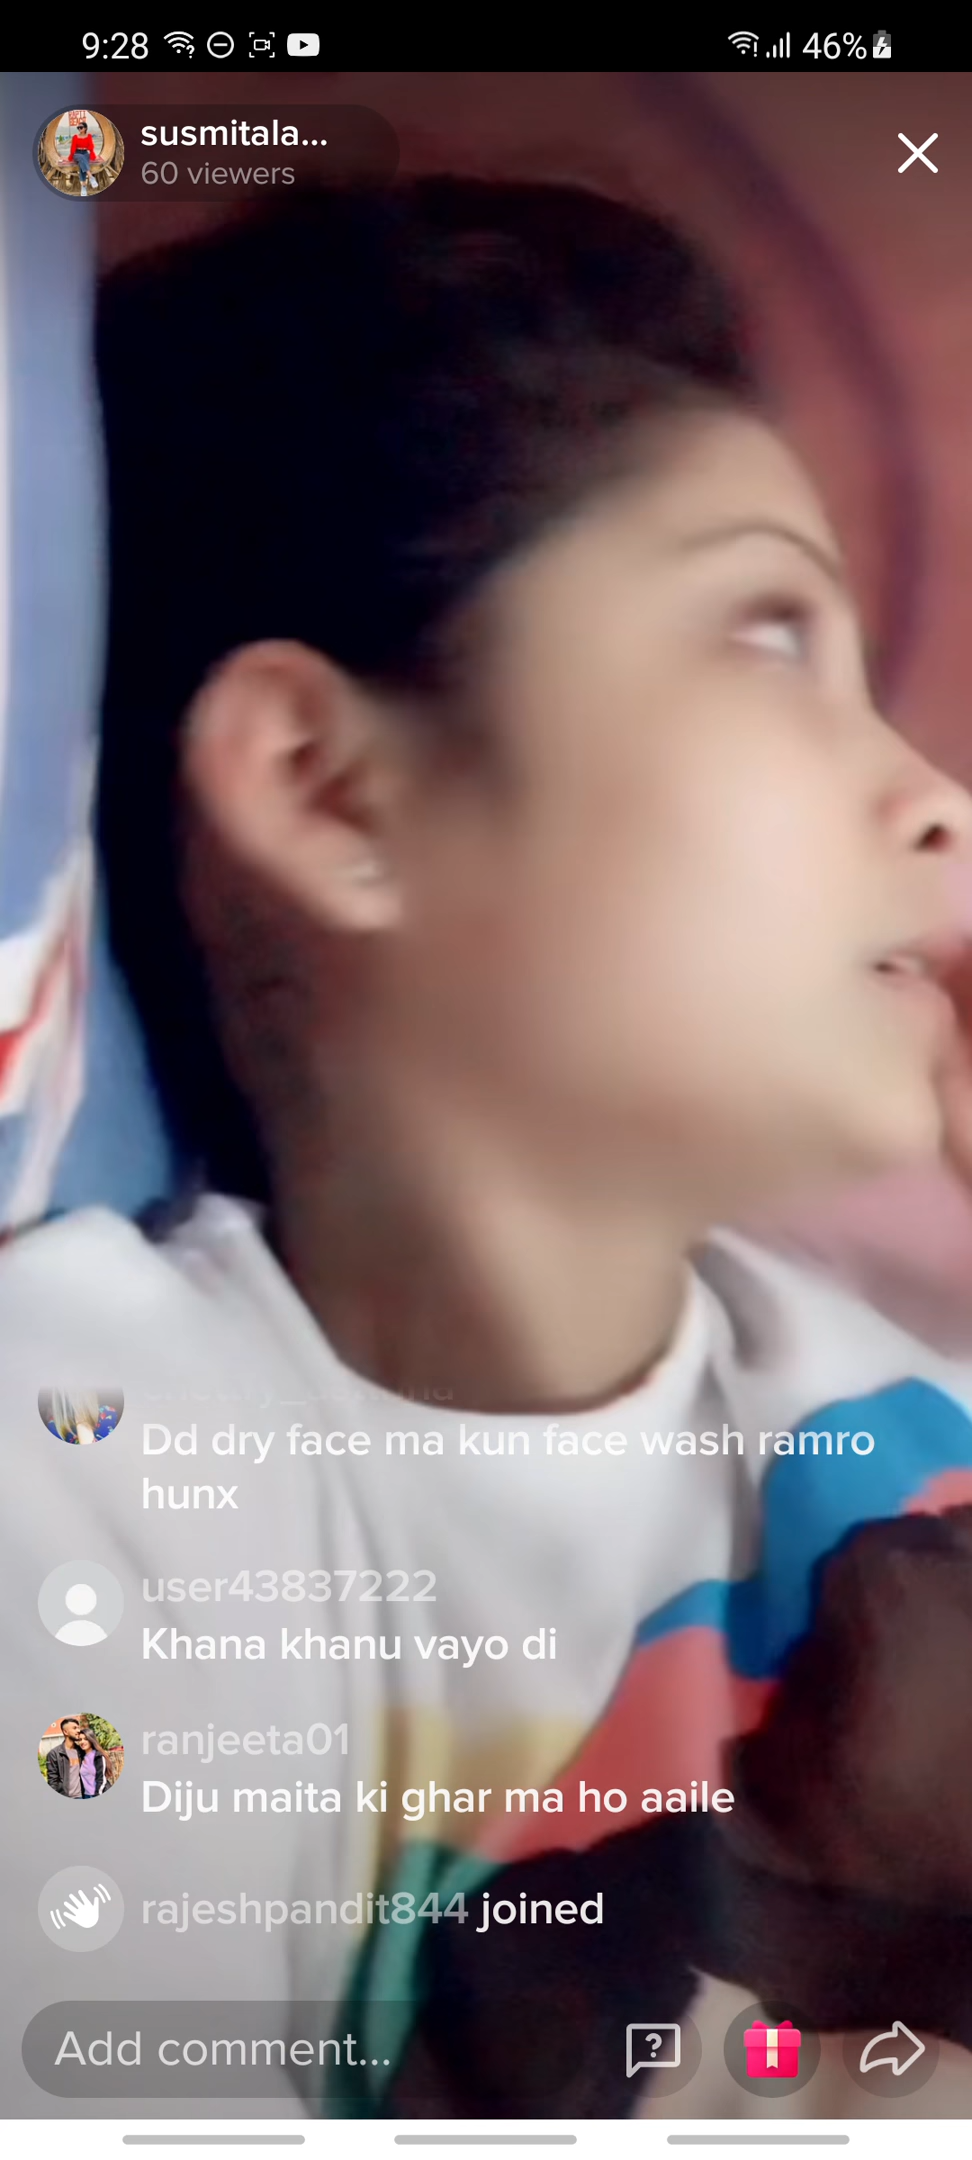 9:28
46%
susmitala...
60 viewers
Dd dry face ma kun face wash ramro
hunx
user43837222
Khana khanu vayo di
ranjeeta01
Diju maita ki ghar ma ho aaile
rajeshpandit844 joined
Add comment...